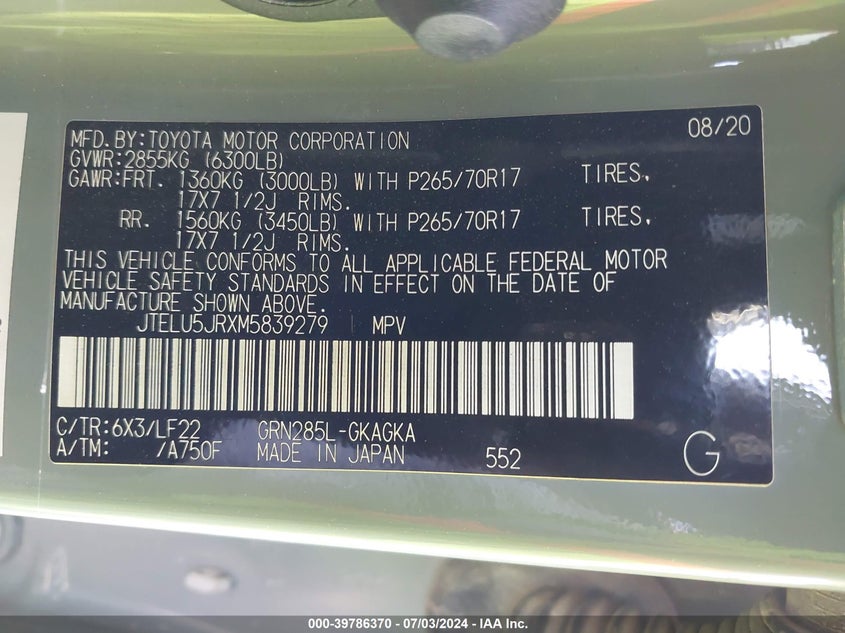 MFD.BY:TOYOTA MOTOR CORPORATION 08/20
GVWR:2855KG (6300LB)
GAWR:FRT. 1360KG (3000LB) WITH P265/70R17 TIRES,
17X7 1/2J RIMS.
RR. 1560KG (3450LB) WITH P265/70R17 TIRES,
17X7 1/2J RIMS.
THIS VEHICLE CONFORMS TO ALL APPLICABLE FEDERAL MOTOR
VEHICLE SAFETY STANDARDS IN EFFECT ON THE DATE OF
MANUFACTURE SHOWN ABOVE.
JTELU5JRXM5839279 MPV
C/TR:6X3/LF22 GRN285L-GKAGKA
A/TM: /A750F MADE IN JAPAN 552 G
000-39786370 - 07/03/2024 - IAA Inc.